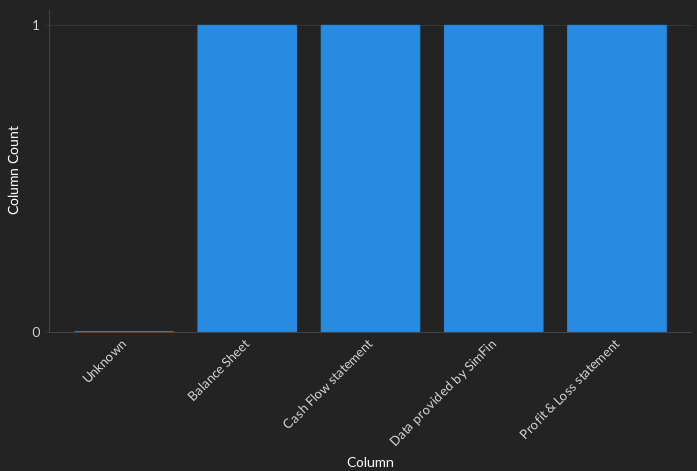 1
Column Count
0
Unknown
Balance Sheet
Cash Flow statement
Data provided by SimFin
Profit & Loss statement
Column